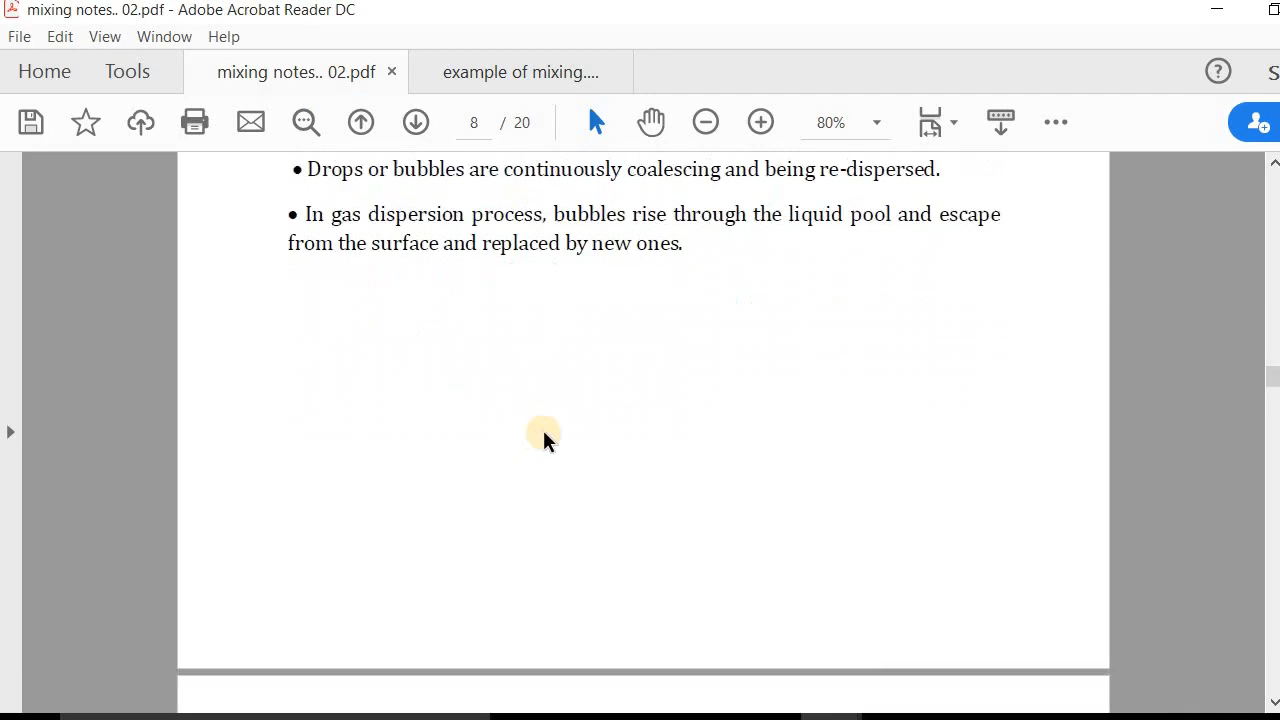 mixing notes.. 02.pdf - Adobe Acrobat Reader DC
File Edit View Window Help
Home Tools mixing notes.. 02.pdf × example of mixing.... ? S
8 / 20 80%
• Drops or bubbles are continuously coalescing and being re-dispersed.
• In gas dispersion process, bubbles rise through the liquid pool and escape
from the surface and replaced by new ones.